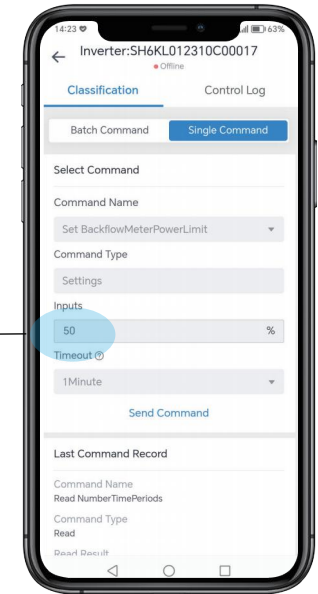 14:23
63%
Inverter:SH6KL012310C00017
Offline
Classification Control Log
Batch Command Single Command
Select Command
Command Name
Set BackflowMeterPowerLimit
Command Type
Settings
Inputs
50 %
Timeout
1Minute
Send Command
Last Command Record
Command Name
Read NumberTimePeriods
Command Type
Read
Read Result